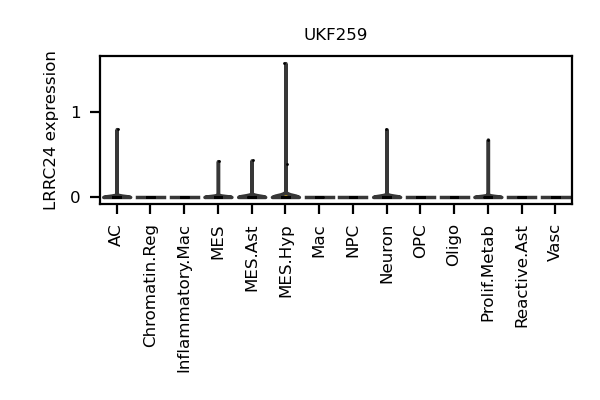 UKF259
LRRC24 expression
1
0
AC
Chromatin.Reg
Inflammatory.Mac
MES
MES.Ast
MES.Hyp
Mac
NPC
Neuron
OPC
Oligo
Prolif.Metab
Reactive.Ast
Vasc